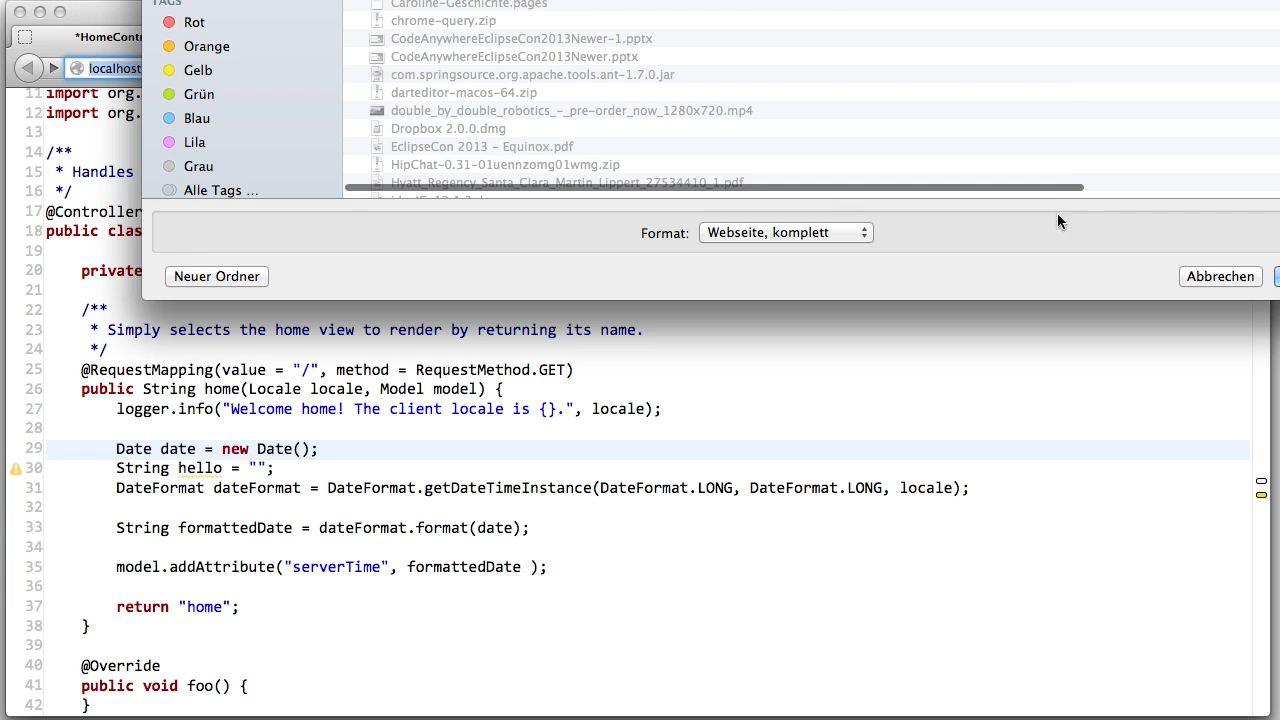 TAGS
Rot
Orange
Gelb
Grün
Blau
Lila
Grau
Alle Tags ...
Caroline-Geschichte.pages
chrome-query.zip
CodeAnywhereEclipseCon2013Newer-1.pptx
CodeAnywhereEclipseCon2013Newer.pptx
com.springsource.org.apache.tools.ant-1.7.0.jar
darteditor-macos-64.zip
double_by_double_robotics_-_pre-order_now_1280x720.mp4
Dropbox 2.0.0.dmg
EclipseCon 2013 - Equinox.pdf
HipChat-0.31-01uennzomg01wmg.zip
Hyatt_Regency_Santa_Clara_Martin_Lippert_27534410_1.pdf
Format: Webseite, komplett
Neuer Ordner
Abbrechen
*HomeContr
localhost
11 import org.
12 import org.
13
14 /**
15 * Handles
16 */
17 @Controller
18 public clas
19
20 private
21
22 /**
23 * Simply selects the home view to render by returning its name.
24 */
25 @RequestMapping(value = "/", method = RequestMethod.GET)
26 public String home(Locale locale, Model model) {
27 logger.info("Welcome home! The client locale is {}.", locale);
28
29 Date date = new Date();
30 String hello = "";
31 DateFormat dateFormat = DateFormat.getDateTimeInstance(DateFormat.LONG, DateFormat.LONG, locale);
32
33 String formattedDate = dateFormat.format(date);
34
35 model.addAttribute("serverTime", formattedDate );
36
37 return "home";
38 }
39
40 @Override
41 public void foo() {
42 }